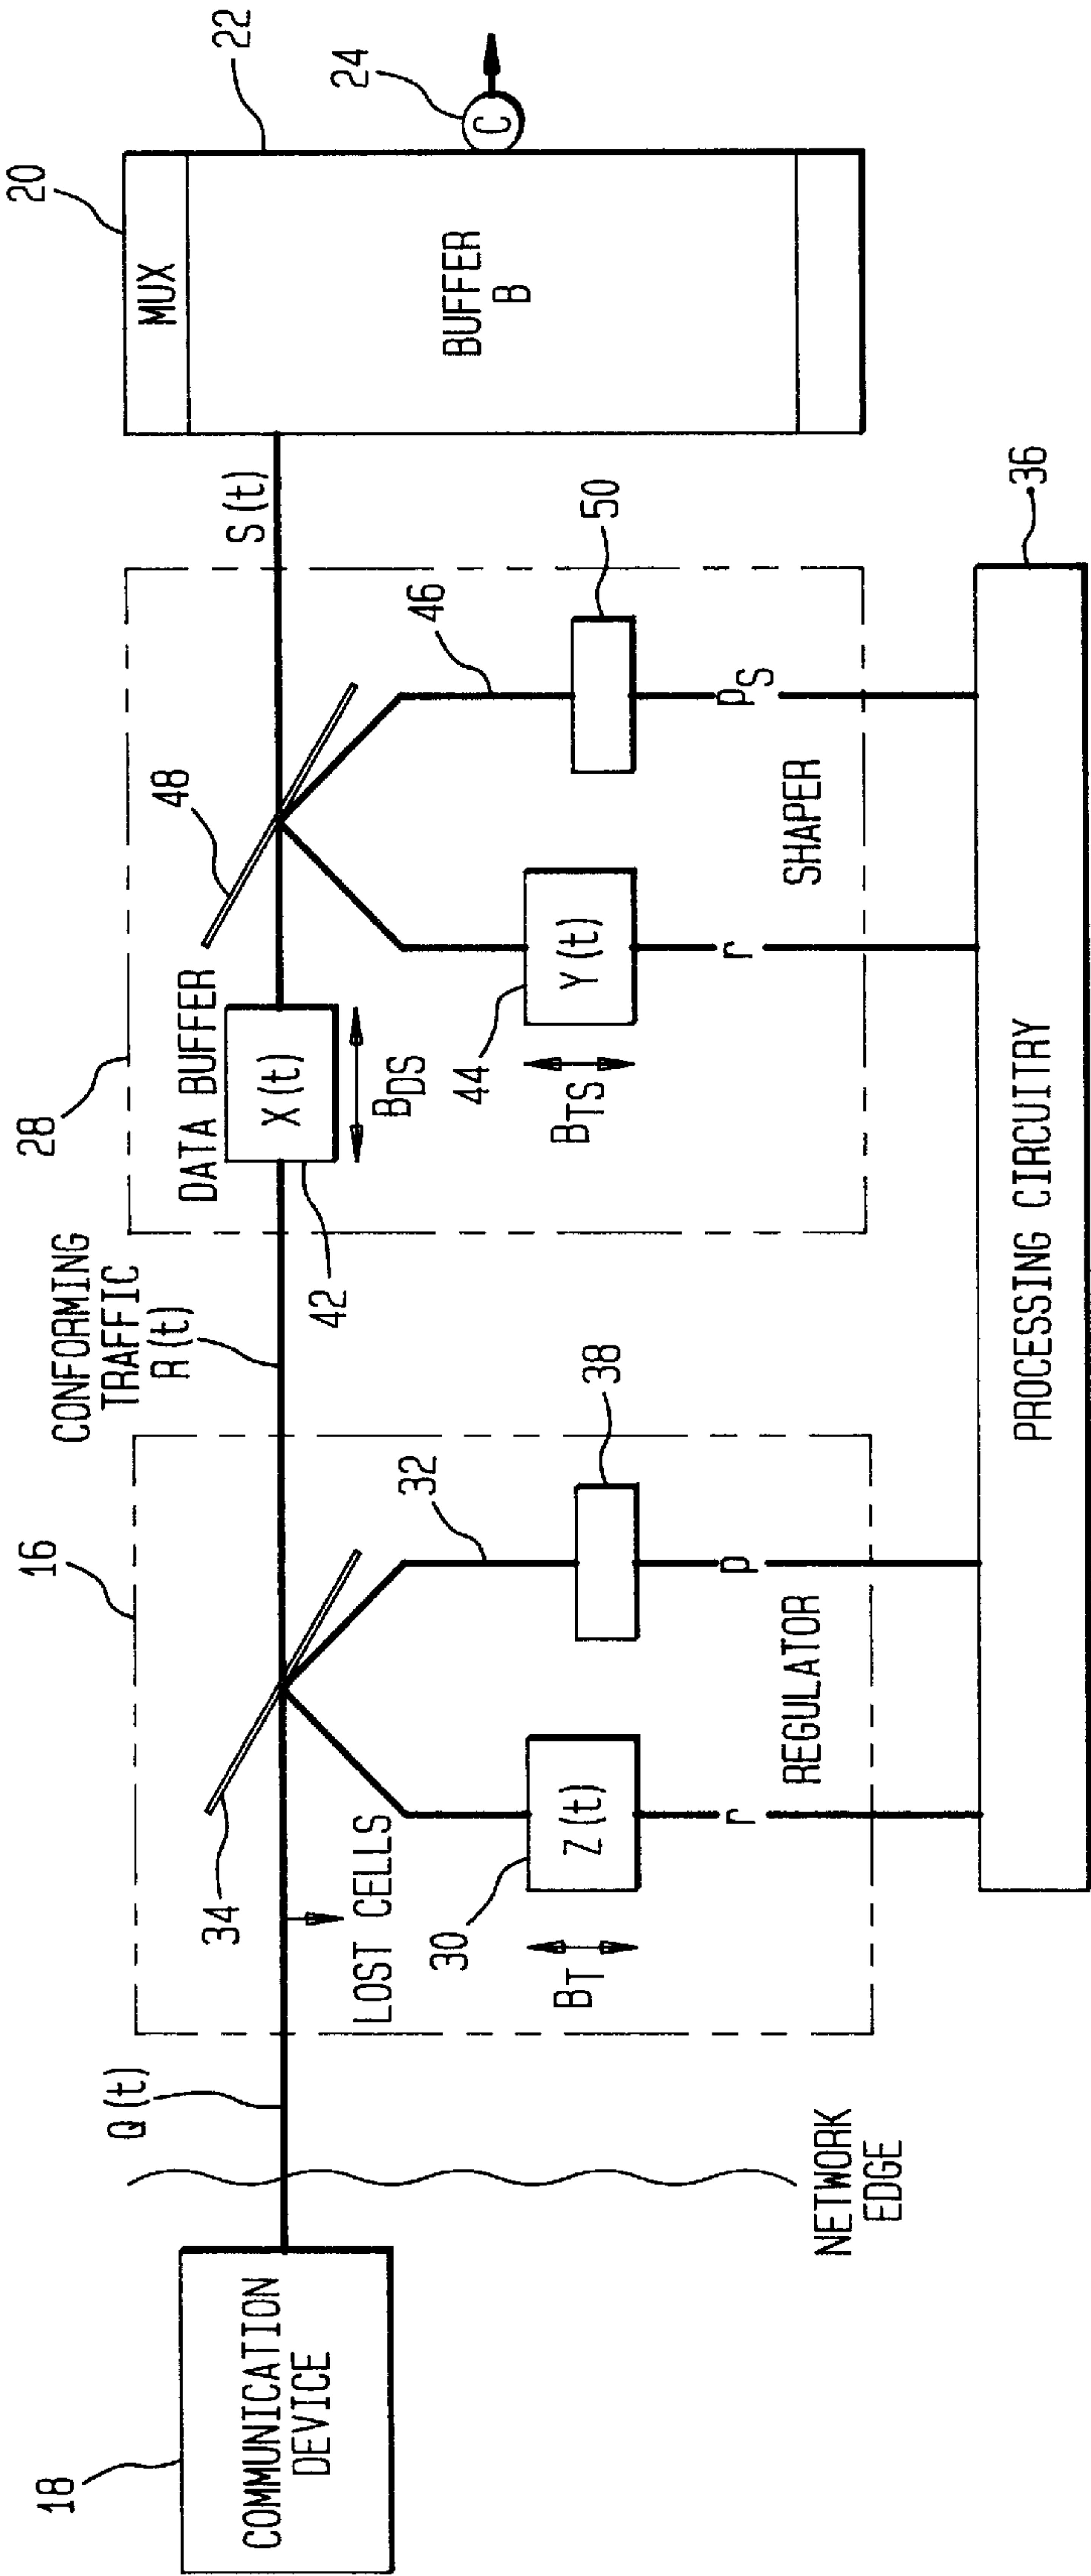 18
COMMUNICATION
DEVICE
Q(t)
NETWORK
EDGE
16
34
LOST CELLS
30
Z(t)
B_T
r
32
38
p
REGULATOR
CONFORMING
TRAFFIC
R(t)
28
DATA BUFFER
X(t)
42
B_DS
48
44
Y(t)
B_TS
r
46
50
p_S
SHAPER
S(t)
20
MUX
BUFFER
B
22
24
C
36
PROCESSING CIRCUITRY